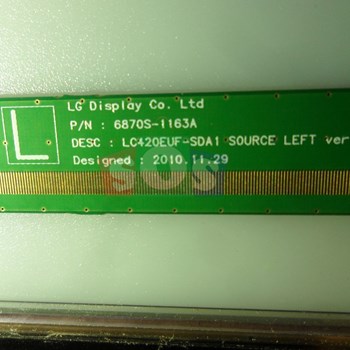 LG Display Co. Ltd
P/N : 6870S-1163A
L
DESC : LC420EUF-SDA1 SOURCE LEFT ver
Designed : 2010.11.29
SOS